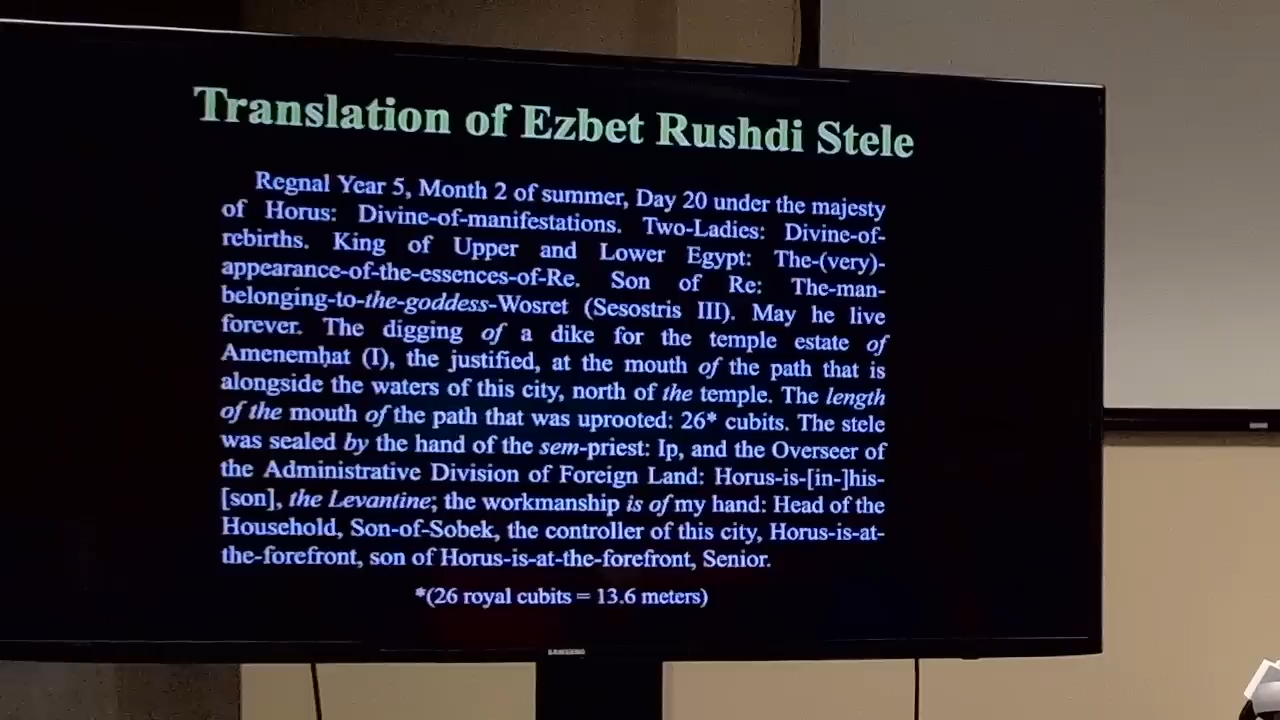 Translation of Ezbet Rushdi Stele
Regnal Year 5, Month 2 of summer, Day 20 under the majesty
of Horus: Divine-of-manifestations. Two-Ladies: Divine-of-
rebirths. King of Upper and Lower Egypt: The-(very)-
appearance-of-the-essences-of-Re. Son of Re: The-man-
belonging-to-the-goddess-Wosret (Sesostris III). May he live
forever. The digging of a dike for the temple estate of
Amenemḥat (I), the justified, at the mouth of the path that is
alongside the waters of this city, north of the temple. The length
of the mouth of the path that was uprooted: 26* cubits. The stele
was sealed by the hand of the sem-priest: Ip, and the Overseer of
the Administrative Division of Foreign Land: Horus-is-[in-]his-
[son], the Levantine; the workmanship is of my hand: Head of the
Household, Son-of-Sobek, the controller of this city, Horus-is-at-
the-forefront, son of Horus-is-at-the-forefront, Senior.
*(26 royal cubits = 13.6 meters)
SAMSUNG